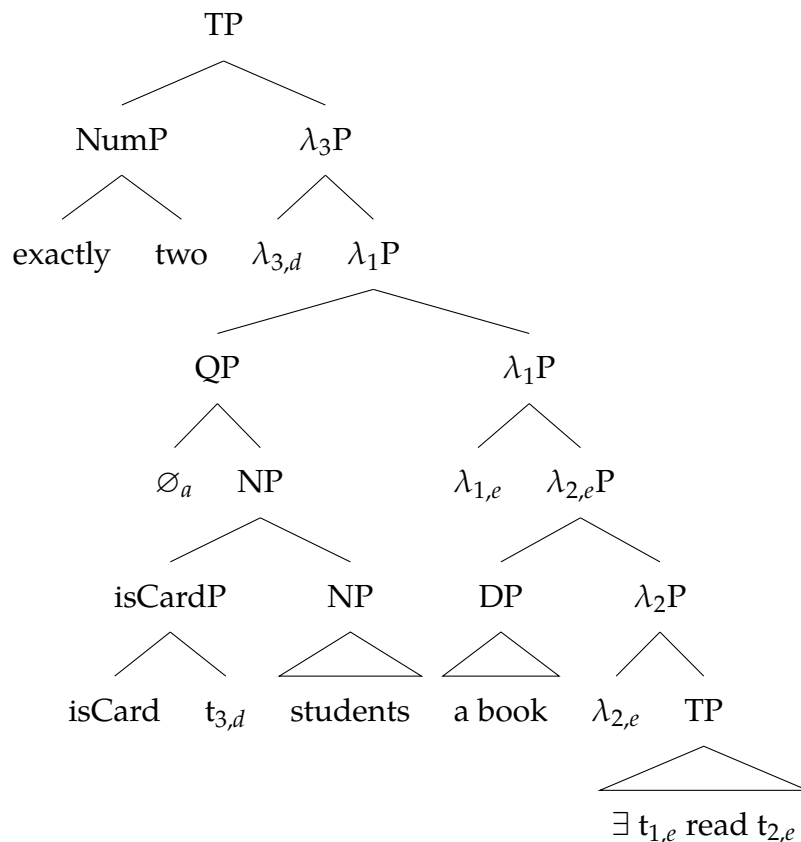 TP
NumP λ₃P
exactly two λ₃,d λ₁P
QP λ₁P
∅ₐ NP λ₁,ₑ λ₂,ₑP
isCardP NP DP λ₂P
isCard t₃,d students a book λ₂,ₑ TP
∃ t₁,ₑ read t₂,ₑ